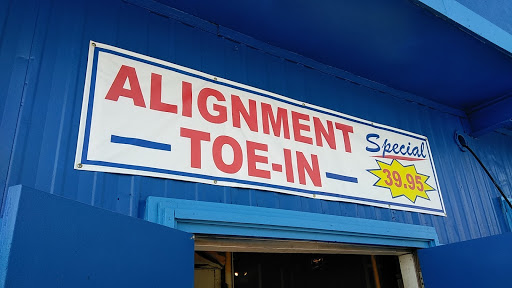 ALIGNMENT
TOE-IN
Special
39.95